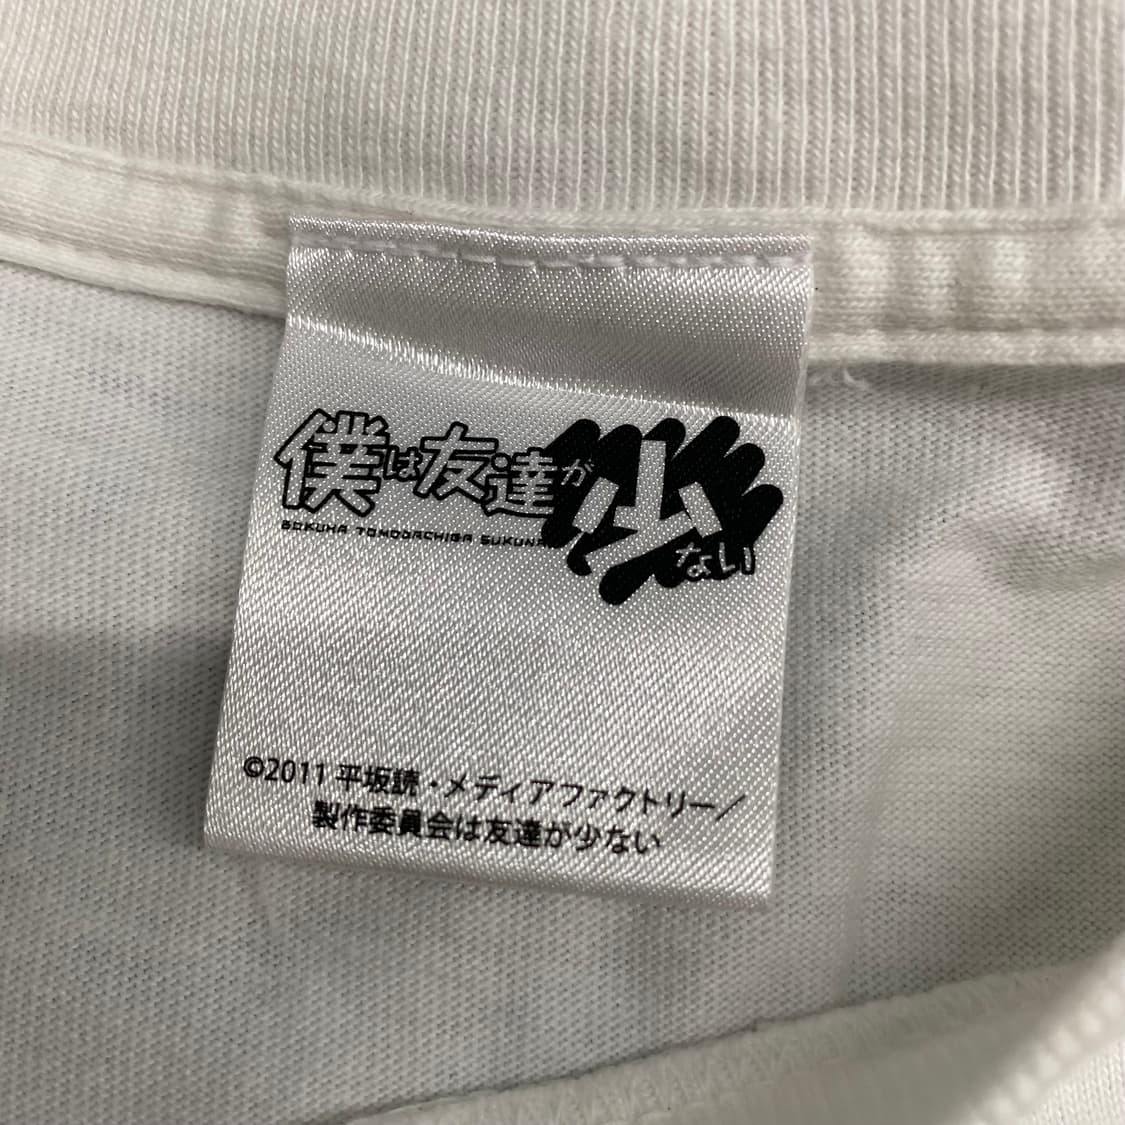 僕は友達が少ない
BOKUHA TOMODACHIGA SUKUNA
©2011 平坂読・メディアファクトリー／
製作委員会は友達が少ない